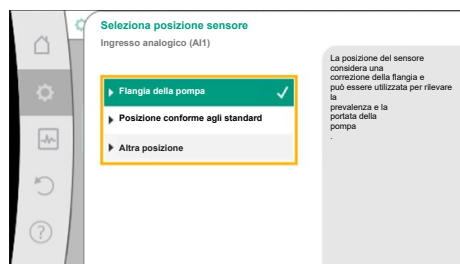 Seleziona posizione sensore
Ingresso analogico (AI1)
Flangia della pompa
Posizione conforme agli standard
Altra posizione
La posizione del sensore
considera una
correzione della flangia e
può essere utilizzata per rilevare
la
prevalenza e la
portata della
pompa
.